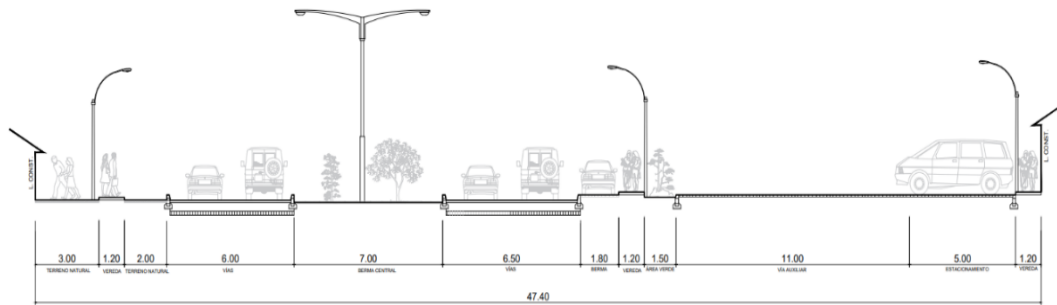 L. CONST.
L. CONST.
3.00 1.20 2.00 6.00 7.00 6.50 1.80 1.20 1.50 11.00 5.00 1.20
TERRENO NATURAL VEREDA TERRENO NATURAL VÍAS BERMA CENTRAL VÍAS BERMA VEREDA ÁREA VERDE VÍA AUXILIAR ESTACIONAMIENTO VEREDA
47.40